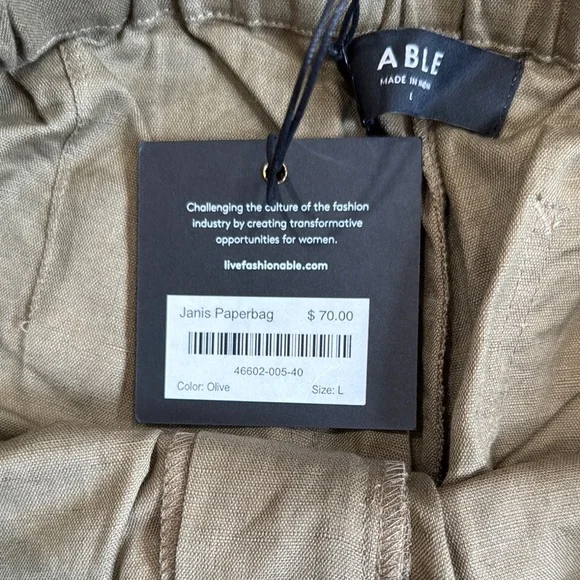 ABLE
MADE IN INDIA
L
Challenging the culture of the fashion
industry by creating transformative
opportunities for women.
livefashionable.com
Janis Paperbag $ 70.00
46602-005-40
Color: Olive Size: L